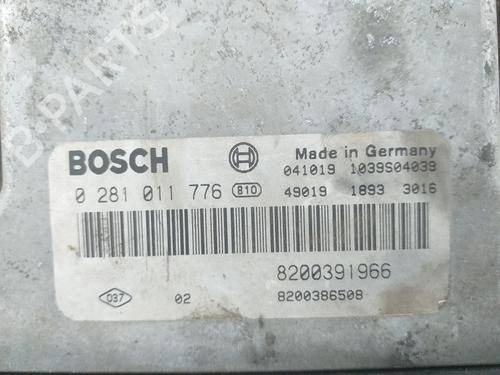 B-PARTS
BOSCH
Made in Germany
041019 1039S04039
0 281 011 776 810
49019 1893 3016
8200391966
037 02 8200386508